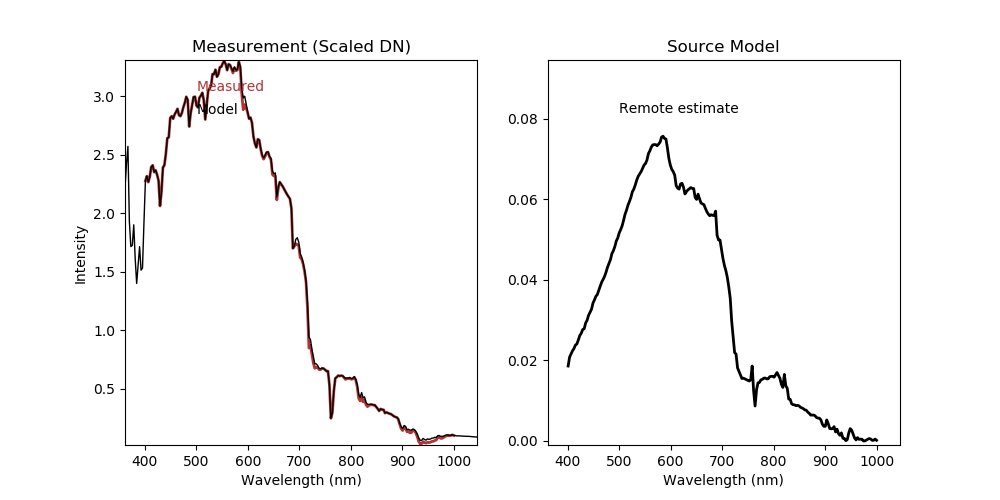 Measurement (Scaled DN)
Measured
Model
3.0
2.5
2.0
1.5
1.0
0.5
Intensity
400 500 600 700 800 900 1000
Wavelength (nm)
Source Model
Remote estimate
0.08
0.06
0.04
0.02
0.00
400 500 600 700 800 900 1000
Wavelength (nm)